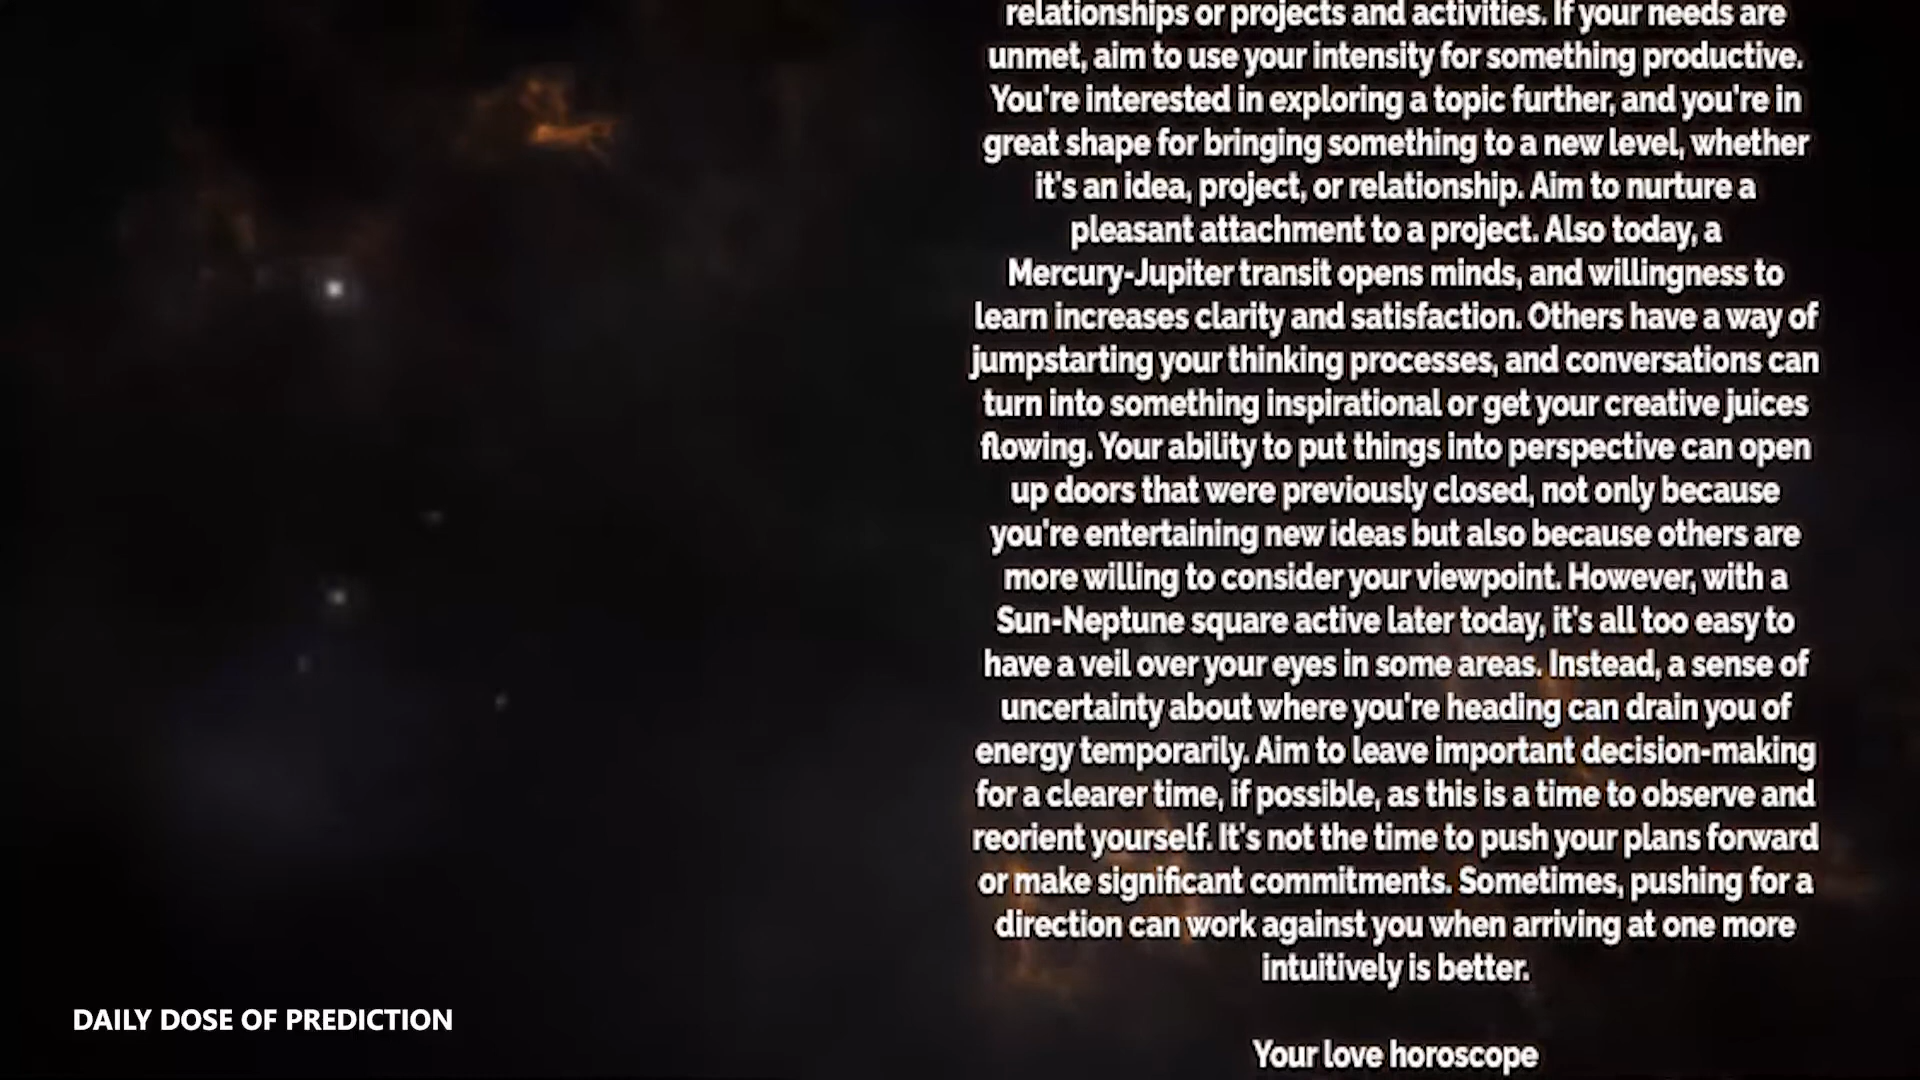 relationships or projects and activities. If your needs are
unmet, aim to use your intensity for something productive.
You're interested in exploring a topic further, and you're in
great shape for bringing something to a new level, whether
it's an idea, project, or relationship. Aim to nurture a
pleasant attachment to a project. Also today, a
Mercury-Jupiter transit opens minds, and willingness to
learn increases clarity and satisfaction. Others have a way of
jumpstarting your thinking processes, and conversations can
turn into something inspirational or get your creative juices
flowing. Your ability to put things into perspective can open
up doors that were previously closed, not only because
you're entertaining new ideas but also because others are
more willing to consider your viewpoint. However, with a
Sun-Neptune square active later today, it's all too easy to
have a veil over your eyes in some areas. Instead, a sense of
uncertainty about where you're heading can drain you of
energy temporarily. Aim to leave important decision-making
for a clearer time, if possible, as this is a time to observe and
reorient yourself. It's not the time to push your plans forward
or make significant commitments. Sometimes, pushing for a
direction can work against you when arriving at one more
intuitively is better.
Your love horoscope
DAILY DOSE OF PREDICTION